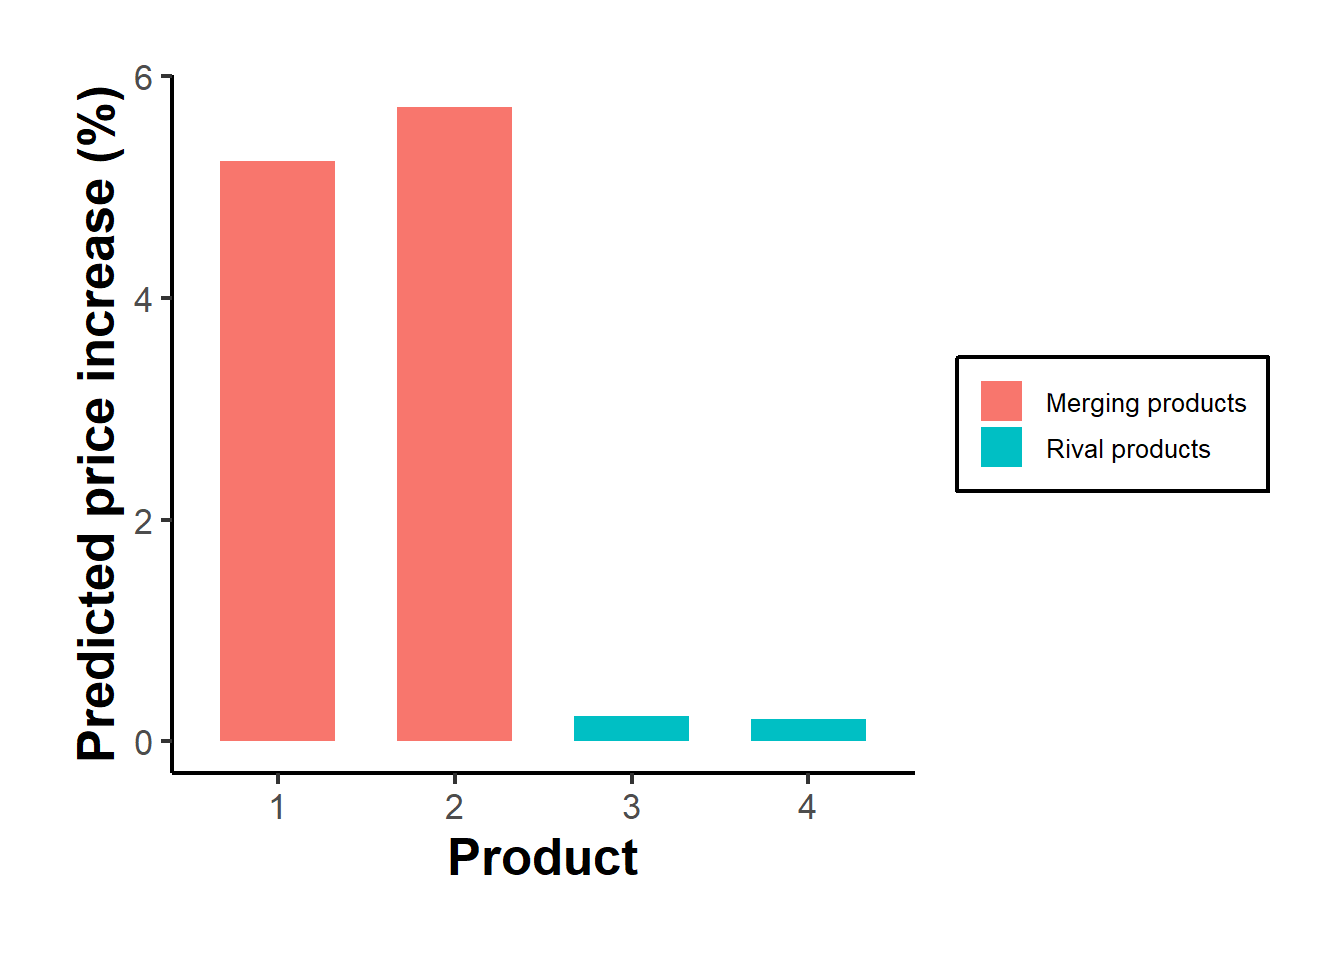 Predicted price increase (%)
6
4
2
0
1 2 3 4
Product
Merging products
Rival products